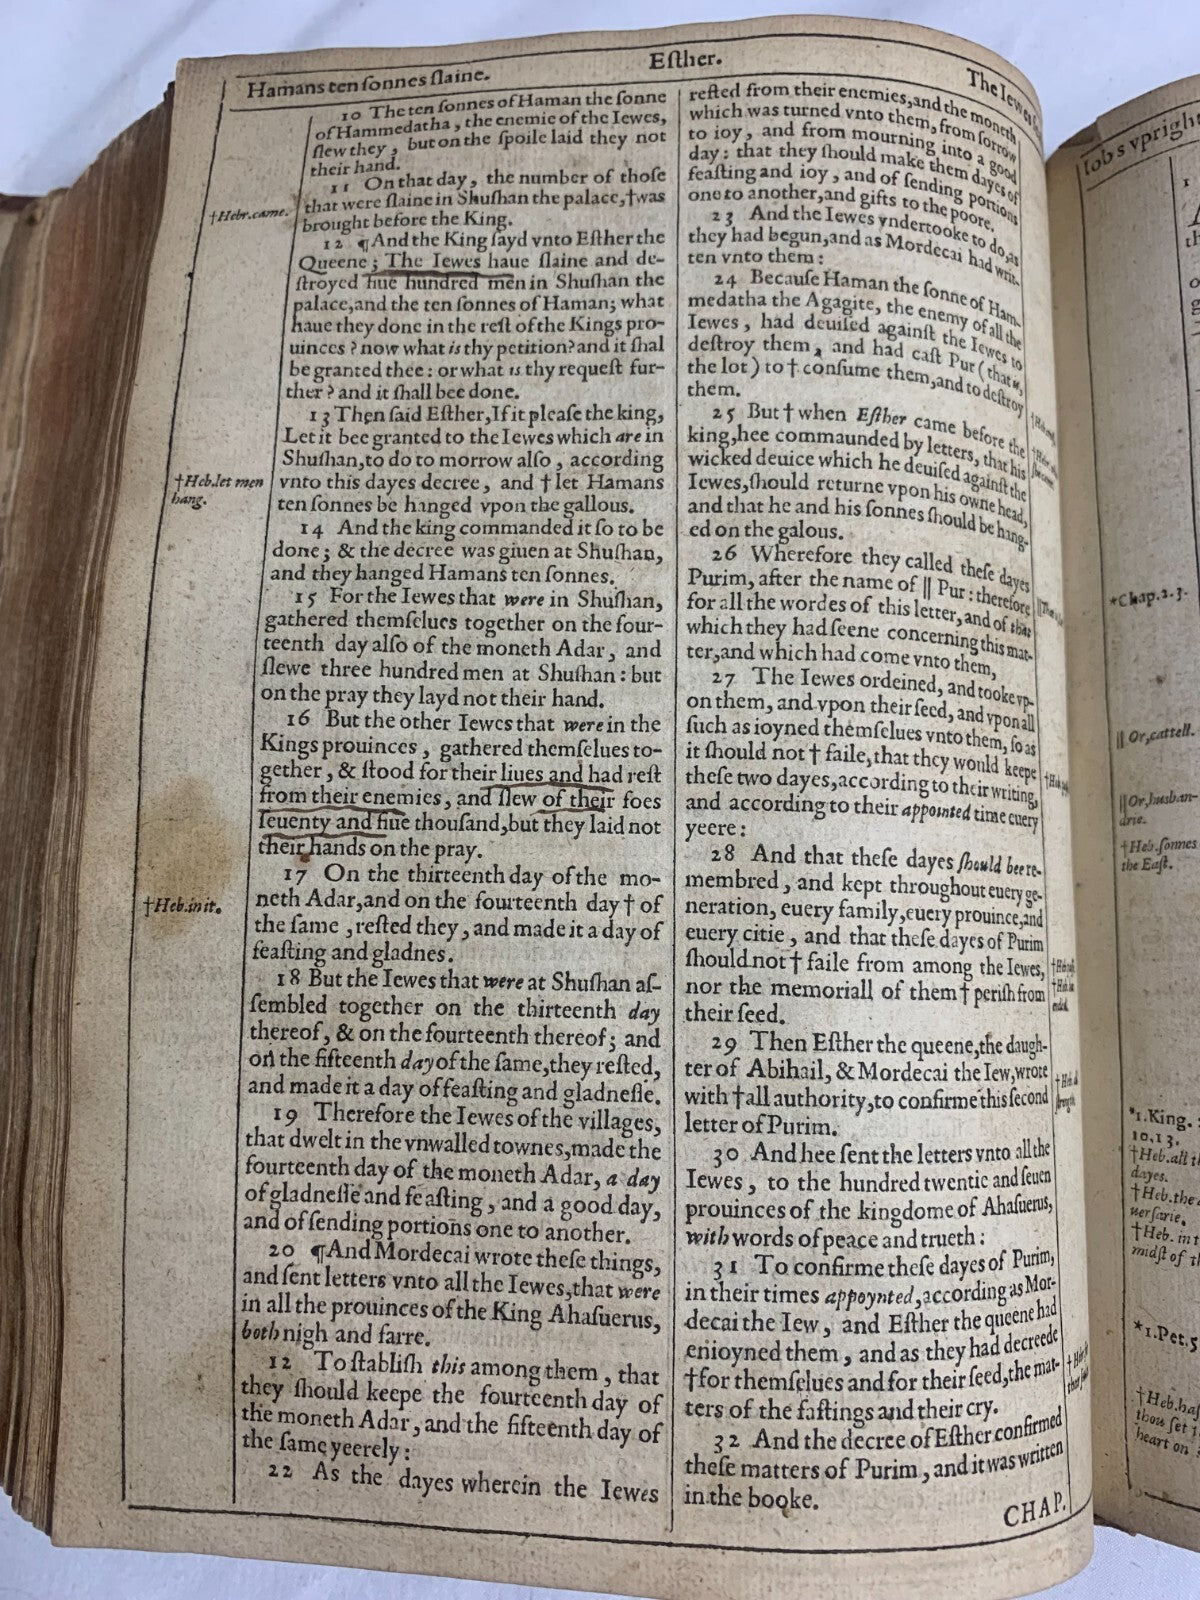 Hamans ten ſonnes ſlaine.
Eſther.
The Iewes
10 The ten ſonnes of Haman the ſonne
of Hammedatha, the enemie of the Iewes,
ſlew they, but on the ſpoile laid they not
their hand.
11 On that day, the number of thoſe
that were ſlaine in Shuſhan the palace, †was
brought before the King.
12 ¶And the King ſayd vnto Eſther the
Queene; The Iewes haue ſlaine and de-
ſtroyed fiue hundred men in Shuſhan the
palace,and the ten ſonnes of Haman; what
haue they done in the reſt of the Kings pro-
uinces ? now what is thy petition? and it ſhal
be granted thee: or what is thy requeſt fur-
ther? and it ſhall bee done.
13 Then ſaid Eſther,If it pleaſe the king,
Let it bee granted to the Iewes which are in
Shuſhan,to do to morrow alſo, according
vnto this dayes decree, and † let Hamans
ten ſonnes be hanged vpon the gallous.
14 And the king commanded it ſo to be
done; & the decree was giuen at Shuſhan,
and they hanged Hamans ten ſonnes.
15 For the Iewes that were in Shuſhan,
gathered themſelues together on the four-
teenth day alſo of the moneth Adar, and
ſlewe three hundred men at Shuſhan: but
on the pray they layd not their hand.
16 But the other Iewes that were in the
Kings prouinces, gathered themſelues to-
gether, & ſtood for their liues and had reſt
from their enemies, and ſlew of their foes
ſeuenty and fiue thouſand,but they laid not
their hands on the pray.
17 On the thirteenth day of the mo-
neth Adar,and on the fourteenth day † of
the ſame, reſted they, and made it a day of
feaſting and gladnes.
18 But the Iewes that were at Shuſhan aſ-
ſembled together on the thirteenth day
thereof, & on the fourteenth thereof; and
on the fifteenth day of the ſame,they reſted,
and made it a day of feaſting and gladneſſe.
19 Therefore the Iewes of the villages,
that dwelt in the vnwalled townes,made the
fourteenth day of the moneth Adar, a day
of gladneſſe and feaſting, and a good day,
and of ſending portions one to another.
20 ¶And Mordecai wrote theſe things,
and ſent letters vnto all the Iewes,that were
in all the prouinces of the King Ahaſuerus,
both nigh and farre.
12 To ſtabliſh this among them, that
they ſhould keepe the fourteenth day of
the moneth Adar, and the fifteenth day of
the ſame yeerely:
22 As the dayes wherein the Iewes
†Hebr.came.
†Heb.let men
hang.
†Heb.in it.
reſted from their enemies,and the moneth
which was turned vnto them, from ſorrow
to ioy, and from mourning into a good
day: that they ſhould make them dayes of
feaſting and ioy, and of ſending portions
one to another,and gifts to the poore.
23 And the Iewes vndertooke to do,as
they had begun,and as Mordecai had writ-
ten vnto them:
24 Becauſe Haman the ſonne of Ham-
medatha the Agagite, the enemy of all the
Iewes, had deuiſed againſt the Iewes to
deſtroy them, and had caſt Pur (that is,
the lot) to † conſume them,and to deſtroy
them.
25 But † when Eſther came before the
king,hee commaunded by letters, that his
wicked deuice which he deuiſed againſt the
Iewes,ſhould returne vpon his owne head,
and that he and his ſonnes ſhould be hang-
ed on the galous.
26 Wherefore they called theſe dayes
Purim, after the name of || Pur: therefore
for all the wordes of this letter, and of that
which they had ſeene concerning this mat-
ter,and which had come vnto them,
27 The Iewes ordeined, and tooke vp-
on them, and vpon their ſeed, and vpon all
ſuch as ioyned themſelues vnto them, ſo as
it ſhould not † faile, that they would keepe
theſe two dayes,according to their writing,
and according to their appointed time euery
yeere:
28 And that theſe dayes ſhould bee re-
membred, and kept throughout euery ge-
neration, euery family,euery prouince,and
euery citie, and that theſe dayes of Purim
ſhould not † faile from among the Iewes,
nor the memoriall of them † periſh from
their ſeed.
29 Then Eſther the queene,the daugh-
ter of Abihail, & Mordecai the Iew,wrote
with †all authority,to confirme this ſecond
letter of Purim.
30 And hee ſent the letters vnto all the
Iewes, to the hundred twentie and ſeuen
prouinces of the kingdome of Ahaſuerus,
with words of peace and trueth:
31 To confirme theſe dayes of Purim,
in their times appoynted,according as Mor-
decai the Iew, and Eſther the queene had
enioyned them, and as they had decreede
†for themſelues and for their ſeed,the mat-
ters of the faſtings and their cry.
32 And the decree of Eſther confirmed
theſe matters of Purim, and it was written
in the booke.
CHAP.
Iobs vpright
*Chap.2.3.
|| Or,cattell.
|| Or,husban-
drie.
†Heb.ſonnes
the Eaſt.
*1.King.
10.13.
†Heb.all
dayes.
†Heb.the
uerſarie.
†Heb. in
midſt of
*1.Pet.5
†Heb.haſ
thou ſet
heart on